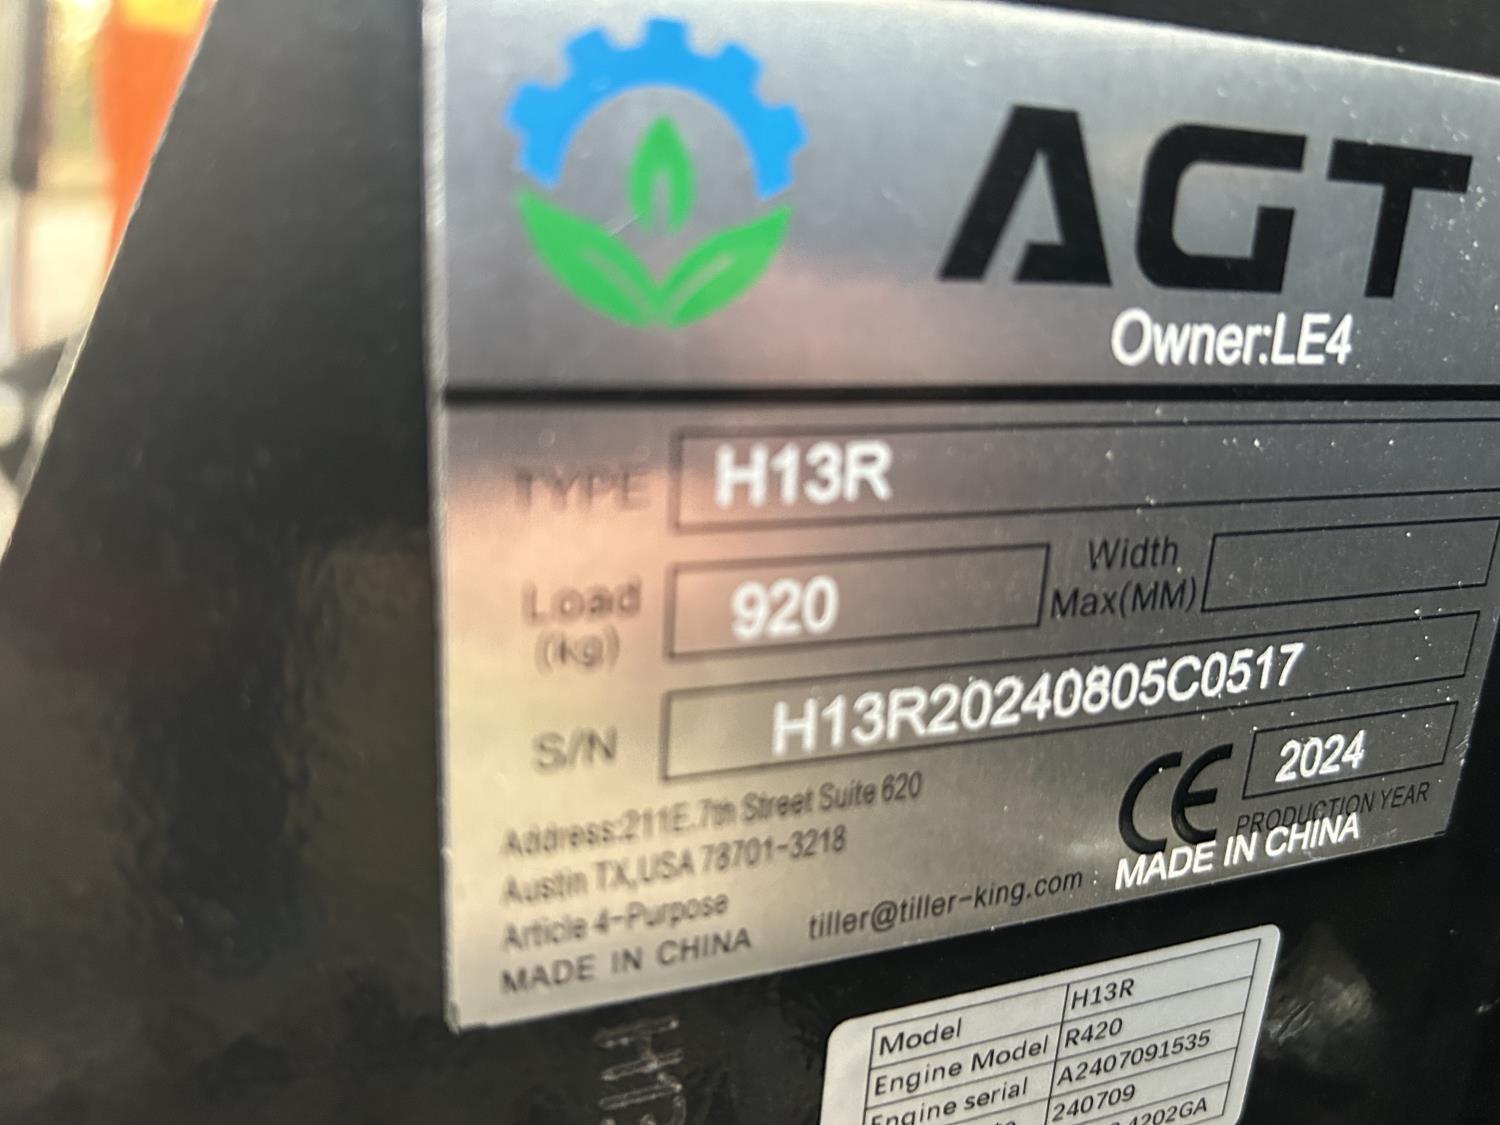 AGT
Owner:LE4
TYPE H13R
Load (kg) 920 Width Max(MM)
S/N H13R20240805C0517
Address:211E.7th Street Suite 620
Austin TX,USA 78701-3218
Article 4-Purpose
MADE IN CHINA
tiller@tiller-king.com
CE 2024
PRODUCTION YEAR
MADE IN CHINA
Model H13R
Engine Model R420
Engine serial A2407091535
240709
4202GA